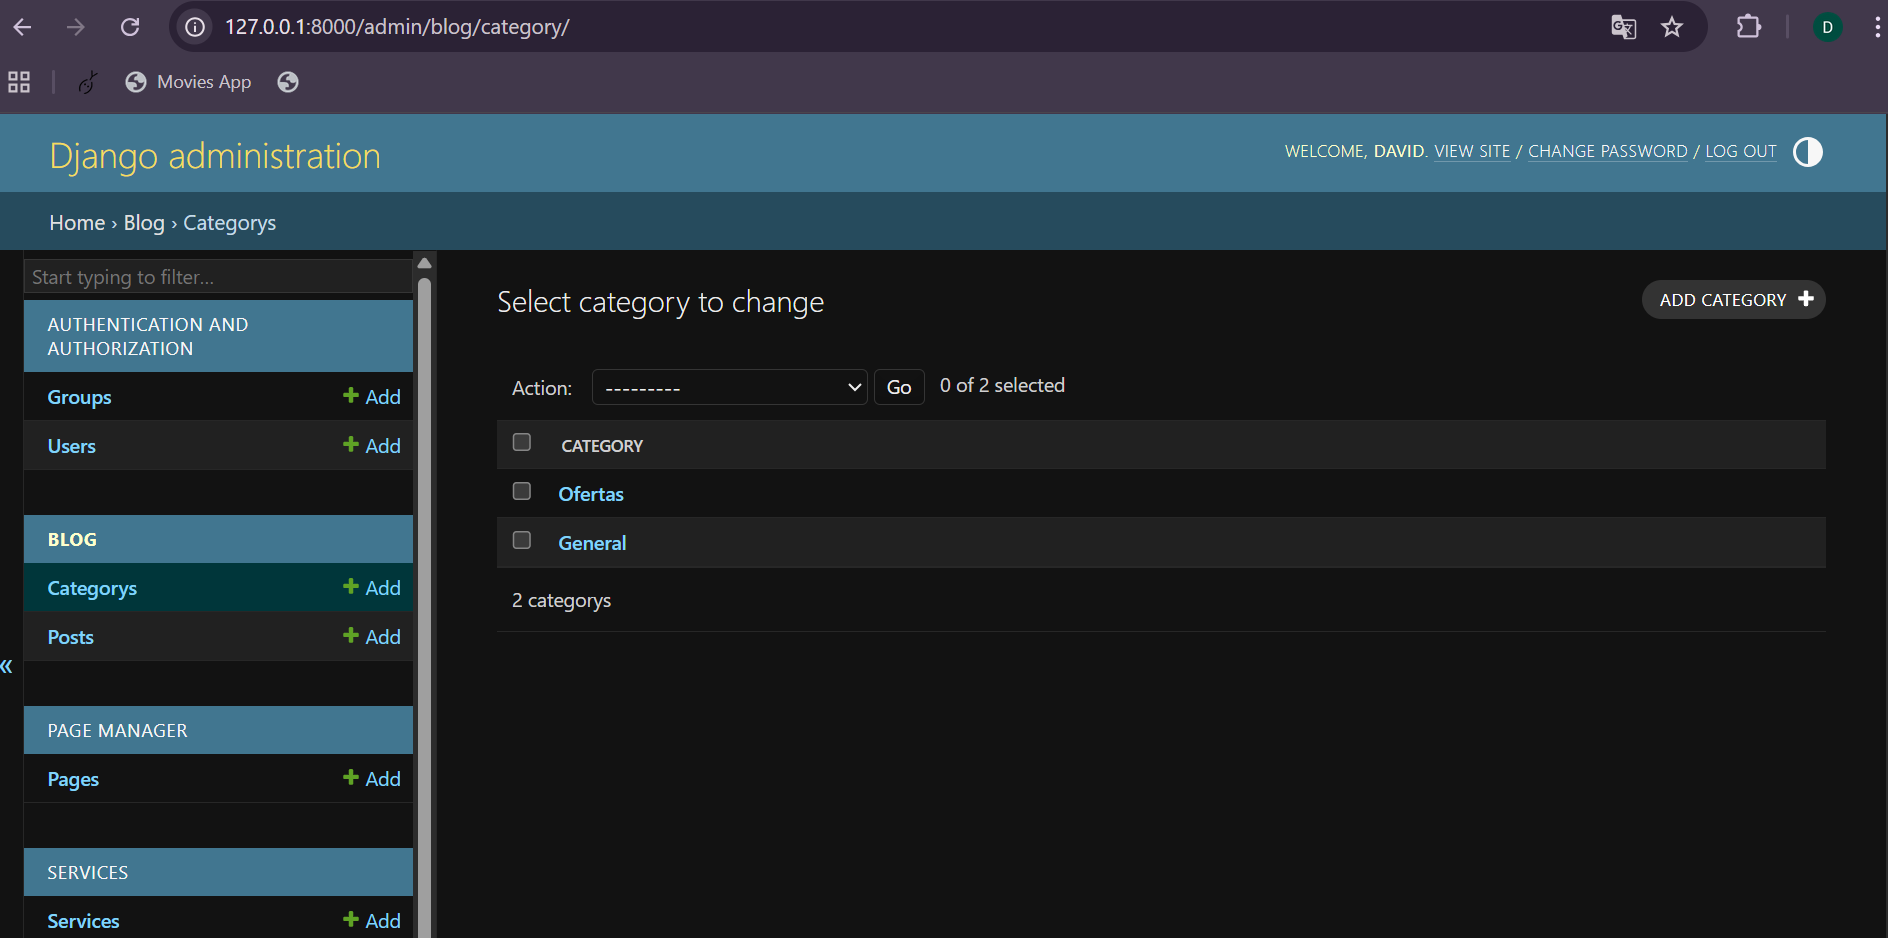 127.0.0.1:8000/admin/blog/category/
D
Movies App
Django administration
WELCOME, DAVID. VIEW SITE / CHANGE PASSWORD / LOG OUT
Home › Blog › Categorys
Start typing to filter...
AUTHENTICATION AND
AUTHORIZATION
Groups + Add
Users + Add
BLOG
Categorys + Add
Posts + Add
«
PAGE MANAGER
Pages + Add
SERVICES
Services + Add
Select category to change
ADD CATEGORY +
Action: --------- Go 0 of 2 selected
CATEGORY
Ofertas
General
2 categorys